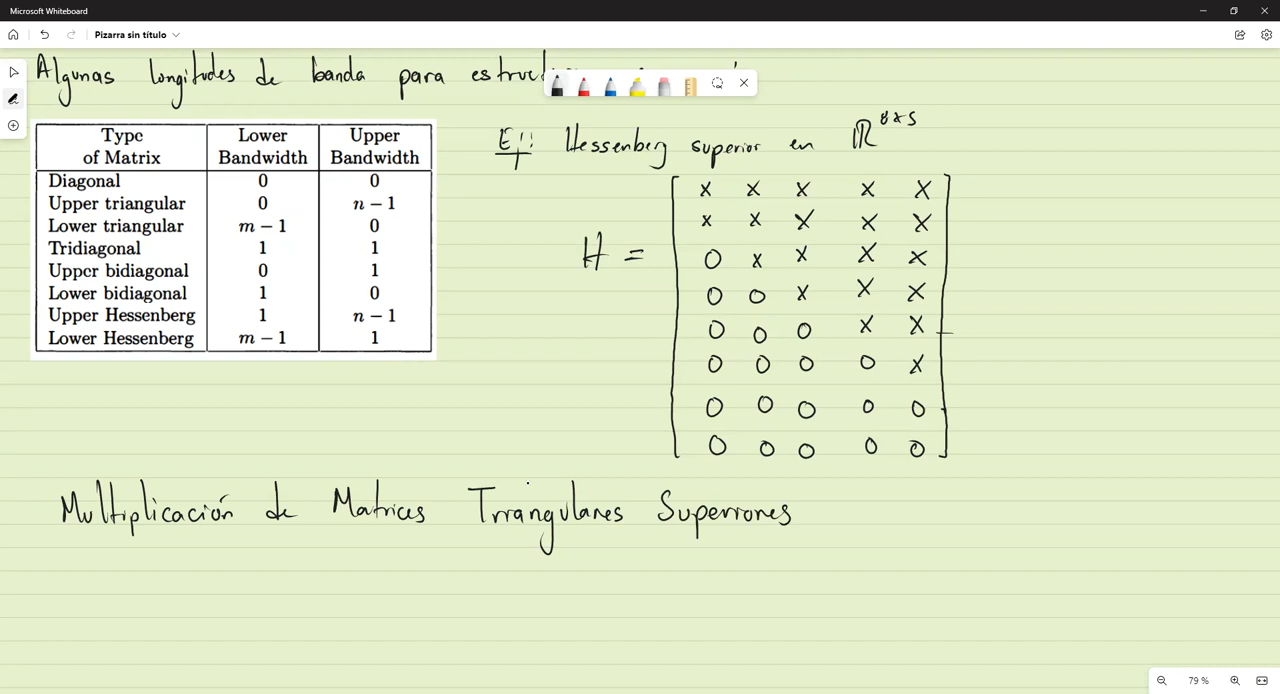 Microsoft Whiteboard
Pizarra sin título
Algunas longitudes de banda para
Type of Matrix Lower Bandwidth Upper Bandwidth
Diagonal 0 0
Upper triangular 0 n − 1
Lower triangular m − 1 0
Tridiagonal 1 1
Upper bidiagonal 0 1
Lower bidiagonal 1 0
Upper Hessenberg 1 n − 1
Lower Hessenberg m − 1 1
Ej: Hessenberg superior en ℝ^{8×5}
x x x x x
x x x x x
0 x x x x
H = 0 0 x x x
0 0 0 x x
0 0 0 0 x
0 0 0 0 0
0 0 0 0 0
Multiplicación de Matrices Triangulares Superiores
79 %